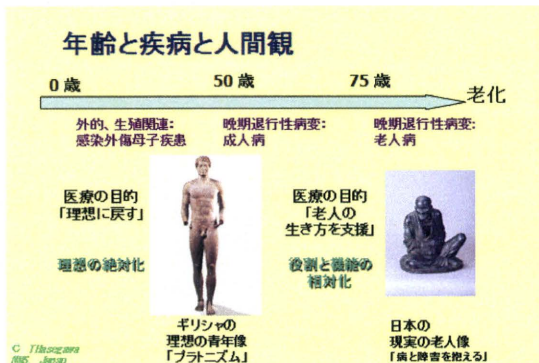 年齢と疾病と人間観
0 歳 50 歳 75 歳
老化
外的、生殖関連: 晩期退行性病変: 晩期退行性病変:
感染外傷母子疾患 成人病 老人病
医療の目的
「理想に戻す」
理想の絶対化
医療の目的
「老人の
生き方を支援」
役割と機能の
相対化
ギリシャの
理想の青年像
「プラトニズム」
日本の
現実の老人像
「病と障害を抱える」
© T.Hasegawa
Japan